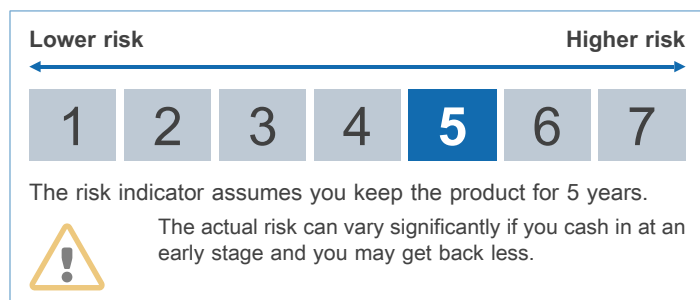 Lower risk Higher risk
1 2 3 4 5 6 7
The risk indicator assumes you keep the product for 5 years.
The actual risk can vary significantly if you cash in at an
early stage and you may get back less.